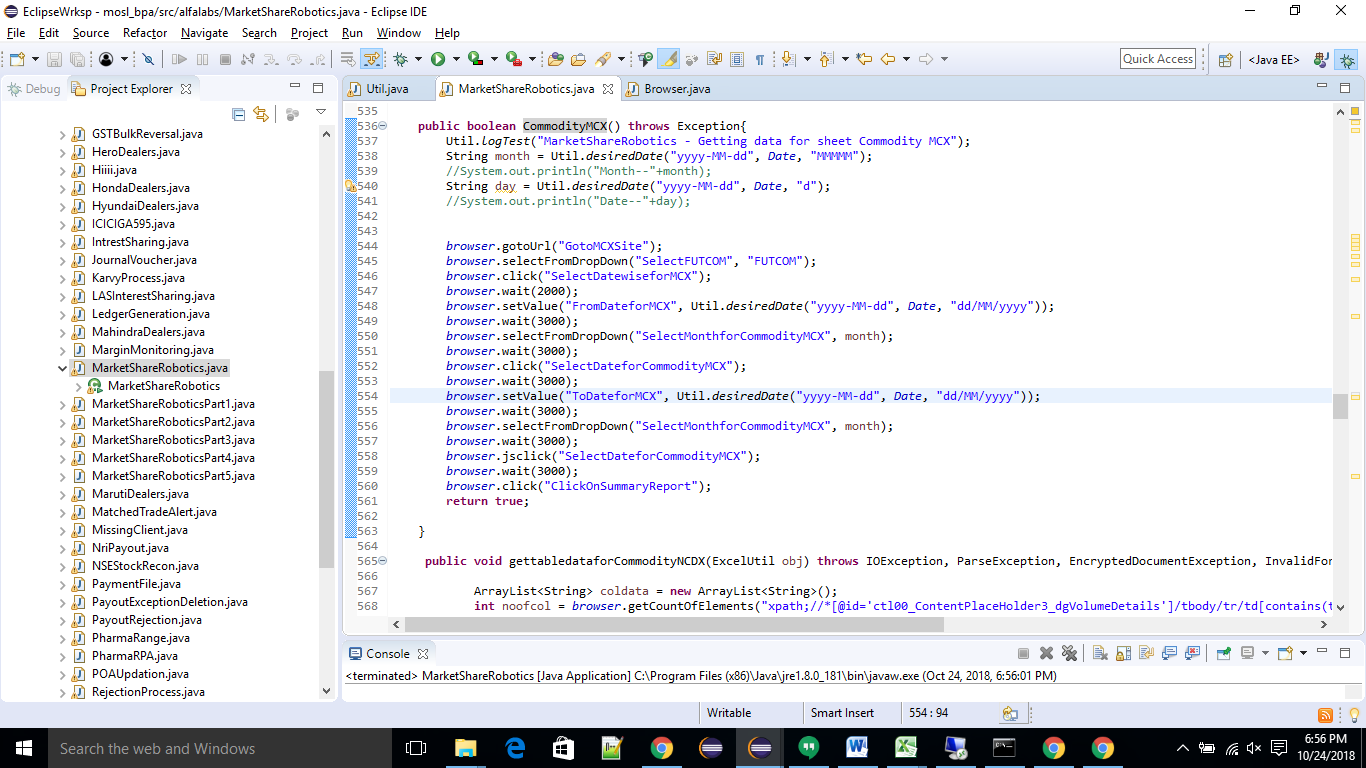 EclipseWrksp - mosl_bpa/src/alfalabs/MarketShareRobotics.java - Eclipse IDE
File Edit Source Refactor Navigate Search Project Run Window Help
Quick Access
<Java EE>
Debug
Project Explorer
GSTBulkReversal.java
HeroDealers.java
Hiiii.java
HondaDealers.java
HyundaiDealers.java
ICICIGA595.java
IntrestSharing.java
JournalVoucher.java
KarvyProcess.java
LASInterestSharing.java
LedgerGeneration.java
MahindraDealers.java
MarginMonitoring.java
MarketShareRobotics.java
MarketShareRobotics
MarketShareRoboticsPart1.java
MarketShareRoboticsPart2.java
MarketShareRoboticsPart3.java
MarketShareRoboticsPart4.java
MarketShareRoboticsPart5.java
MarutiDealers.java
MatchedTradeAlert.java
MissingClient.java
NriPayout.java
NSEStockRecon.java
PaymentFile.java
PayoutExceptionDeletion.java
PayoutRejection.java
PharmaRange.java
PharmaRPA.java
POAUpdation.java
RejectionProcess.java
Util.java
MarketShareRobotics.java
Browser.java
535
536 public boolean CommodityMCX() throws Exception{
537 Util.logTest("MarketShareRobotics - Getting data for sheet Commodity MCX");
538 String month = Util.desiredDate("yyyy-MM-dd", Date, "MMMMM");
539 //System.out.println("Month--"+month);
540 String day = Util.desiredDate("yyyy-MM-dd", Date, "d");
541 //System.out.println("Date--"+day);
542
543
544 browser.gotoUrl("GotoMCXSite");
545 browser.selectFromDropDown("SelectFUTCOM", "FUTCOM");
546 browser.click("SelectDatewiseforMCX");
547 browser.wait(2000);
548 browser.setValue("FromDateforMCX", Util.desiredDate("yyyy-MM-dd", Date, "dd/MM/yyyy"));
549 browser.wait(3000);
550 browser.selectFromDropDown("SelectMonthforCommodityMCX", month);
551 browser.wait(3000);
552 browser.click("SelectDateforCommodityMCX");
553 browser.wait(3000);
554 browser.setValue("ToDateforMCX", Util.desiredDate("yyyy-MM-dd", Date, "dd/MM/yyyy"));
555 browser.wait(3000);
556 browser.selectFromDropDown("SelectMonthforCommodityMCX", month);
557 browser.wait(3000);
558 browser.jsclick("SelectDateforCommodityMCX");
559 browser.wait(3000);
560 browser.click("ClickOnSummaryReport");
561 return true;
562
563 }
564
565 public void gettabledataforCommodityNCDX(ExcelUtil obj) throws IOException, ParseException, EncryptedDocumentException, InvalidFor
566
567 ArrayList<String> coldata = new ArrayList<String>();
568 int noofcol = browser.getCountOfElements("xpath;//*[@id='ctl00_ContentPlaceHolder3_dgVolumeDetails']/tbody/tr/td[contains(t
Console
<terminated> MarketShareRobotics [Java Application] C:\Program Files (x86)\Java\jre1.8.0_181\bin\javaw.exe (Oct 24, 2018, 6:56:01 PM)
Writable
Smart Insert
554 : 94
Search the web and Windows
6:56 PM
10/24/2018